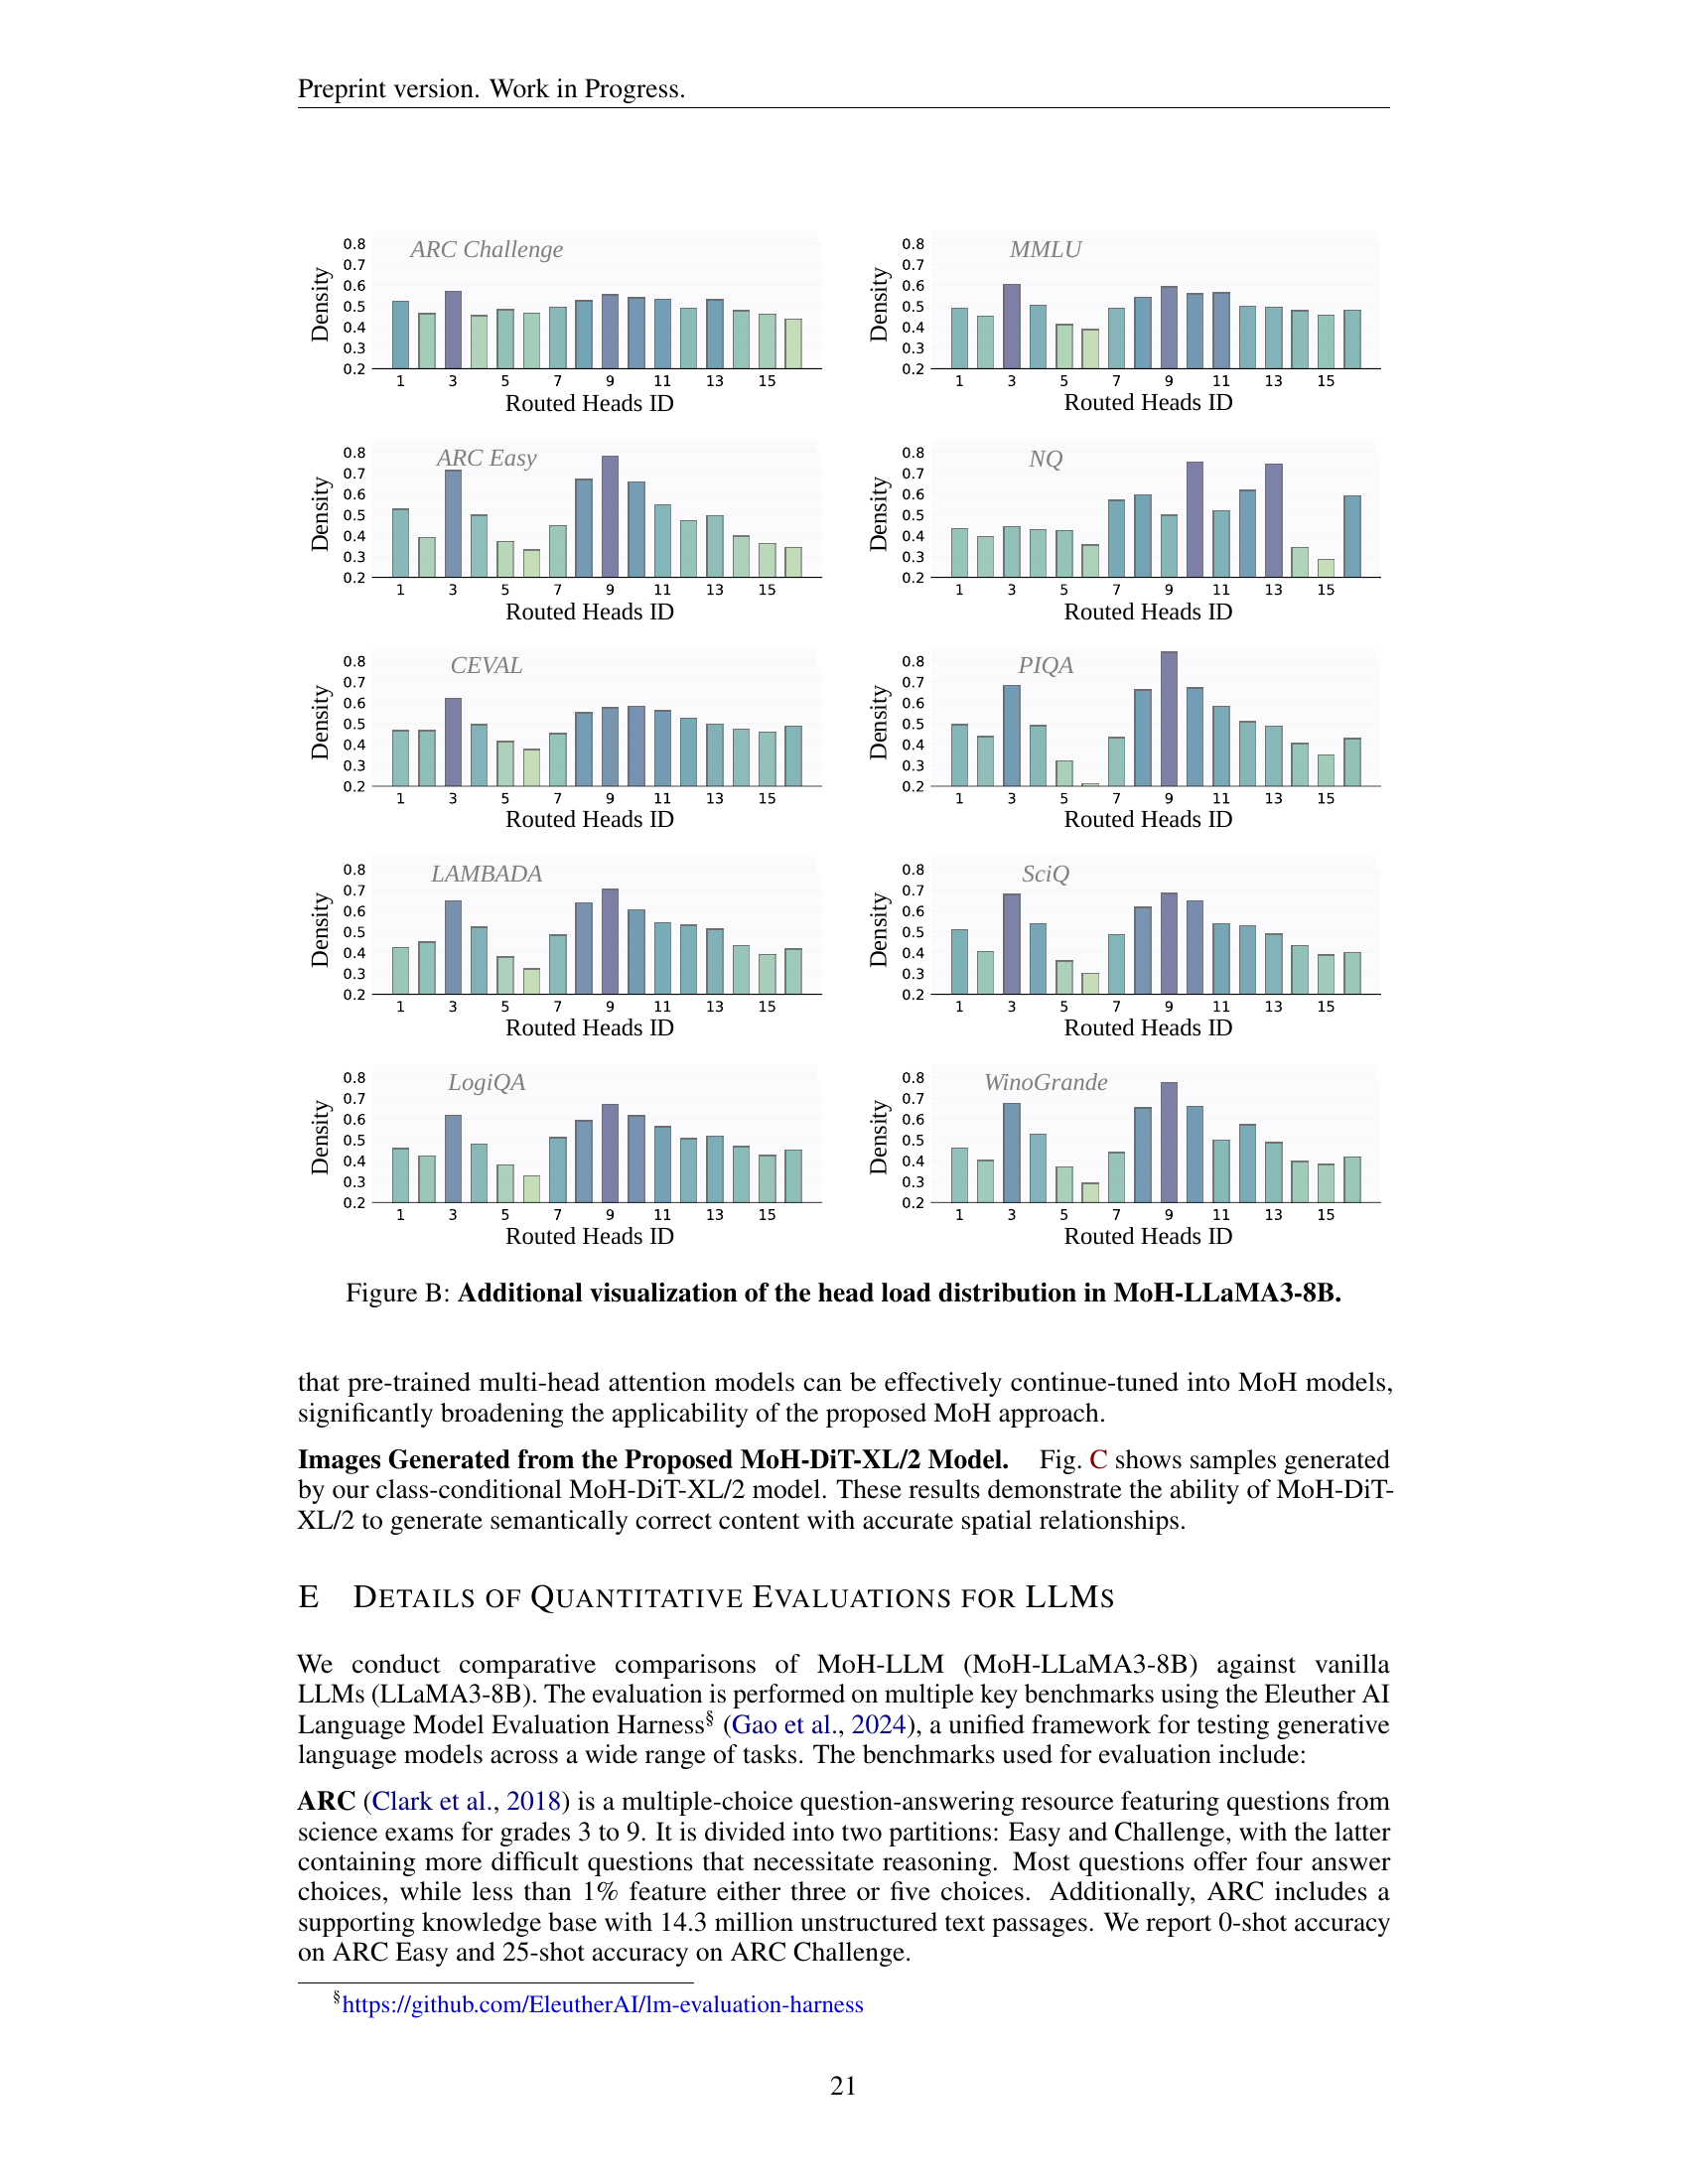 Preprint version. Work in Progress.
ARC Challenge
Density
0.8
0.7
0.6
0.5
0.4
0.3
0.2
1 3 5 7 9 11 13 15
Routed Heads ID
MMLU
Density
0.8
0.7
0.6
0.5
0.4
0.3
0.2
1 3 5 7 9 11 13 15
Routed Heads ID
ARC Easy
Density
0.8
0.7
0.6
0.5
0.4
0.3
0.2
1 3 5 7 9 11 13 15
Routed Heads ID
NQ
Density
0.8
0.7
0.6
0.5
0.4
0.3
0.2
1 3 5 7 9 11 13 15
Routed Heads ID
CEVAL
Density
0.8
0.7
0.6
0.5
0.4
0.3
0.2
1 3 5 7 9 11 13 15
Routed Heads ID
PIQA
Density
0.8
0.7
0.6
0.5
0.4
0.3
0.2
1 3 5 7 9 11 13 15
Routed Heads ID
LAMBADA
Density
0.8
0.7
0.6
0.5
0.4
0.3
0.2
1 3 5 7 9 11 13 15
Routed Heads ID
SciQ
Density
0.8
0.7
0.6
0.5
0.4
0.3
0.2
1 3 5 7 9 11 13 15
Routed Heads ID
LogiQA
Density
0.8
0.7
0.6
0.5
0.4
0.3
0.2
1 3 5 7 9 11 13 15
Routed Heads ID
WinoGrande
Density
0.8
0.7
0.6
0.5
0.4
0.3
0.2
1 3 5 7 9 11 13 15
Routed Heads ID
Figure B: Additional visualization of the head load distribution in MoH-LLaMA3-8B.
that pre-trained multi-head attention models can be effectively continue-tuned into MoH models,
significantly broadening the applicability of the proposed MoH approach.
Images Generated from the Proposed MoH-DiT-XL/2 Model. Fig. C shows samples generated
by our class-conditional MoH-DiT-XL/2 model. These results demonstrate the ability of MoH-DiT-
XL/2 to generate semantically correct content with accurate spatial relationships.
E DETAILS OF QUANTITATIVE EVALUATIONS FOR LLMS
We conduct comparative comparisons of MoH-LLM (MoH-LLaMA3-8B) against vanilla
LLMs (LLaMA3-8B). The evaluation is performed on multiple key benchmarks using the Eleuther AI
Language Model Evaluation Harness§ (Gao et al., 2024), a unified framework for testing generative
language models across a wide range of tasks. The benchmarks used for evaluation include:
ARC (Clark et al., 2018) is a multiple-choice question-answering resource featuring questions from
science exams for grades 3 to 9. It is divided into two partitions: Easy and Challenge, with the latter
containing more difficult questions that necessitate reasoning. Most questions offer four answer
choices, while less than 1% feature either three or five choices. Additionally, ARC includes a
supporting knowledge base with 14.3 million unstructured text passages. We report 0-shot accuracy
on ARC Easy and 25-shot accuracy on ARC Challenge.
§https://github.com/EleutherAI/lm-evaluation-harness
21